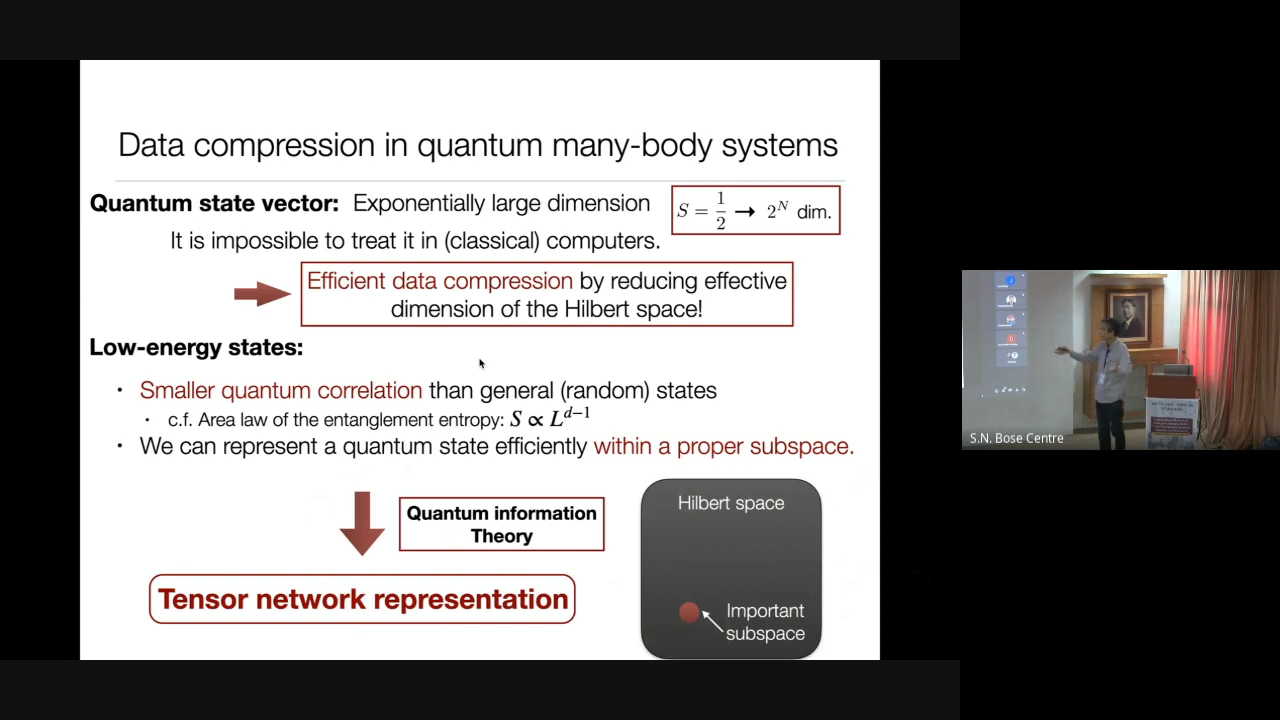 Data compression in quantum many-body systems
Quantum state vector: Exponentially large dimension
S = 1/2 → 2^N dim.
It is impossible to treat it in (classical) computers.
Efficient data compression by reducing effective
dimension of the Hilbert space!
Low-energy states:
· Smaller quantum correlation than general (random) states
· c.f. Area law of the entanglement entropy: S ∝ L^{d−1}
· We can represent a quantum state efficiently within a proper subspace.
Quantum information
Theory
Tensor network representation
Hilbert space
Important
subspace
S.N. Bose Centre